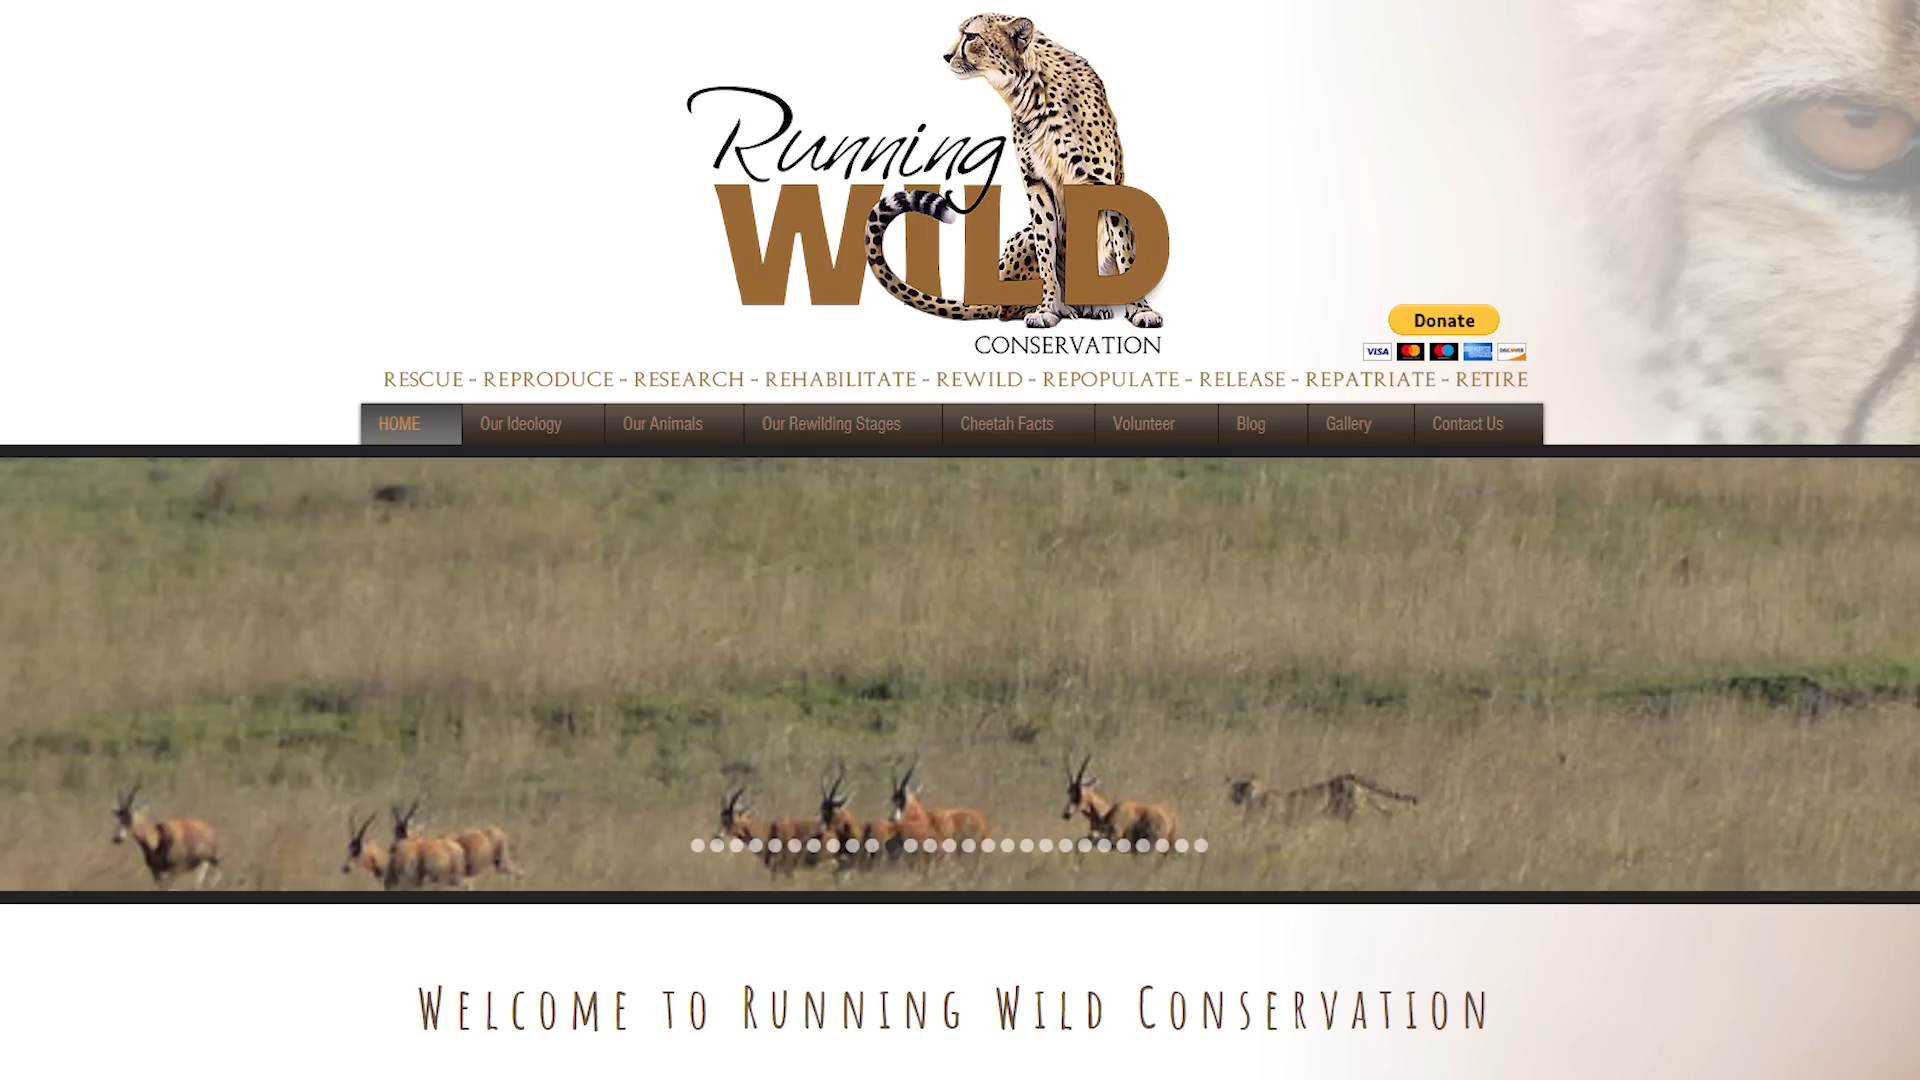 Running
WILD
CONSERVATION
Donate
VISA DISCOVER
RESCUE - REPRODUCE - RESEARCH - REHABILITATE - REWILD - REPOPULATE - RELEASE - REPATRIATE - RETIRE
HOME Our Ideology Our Animals Our Rewilding Stages Cheetah Facts Volunteer Blog Gallery Contact Us
Welcome to Running Wild Conservation